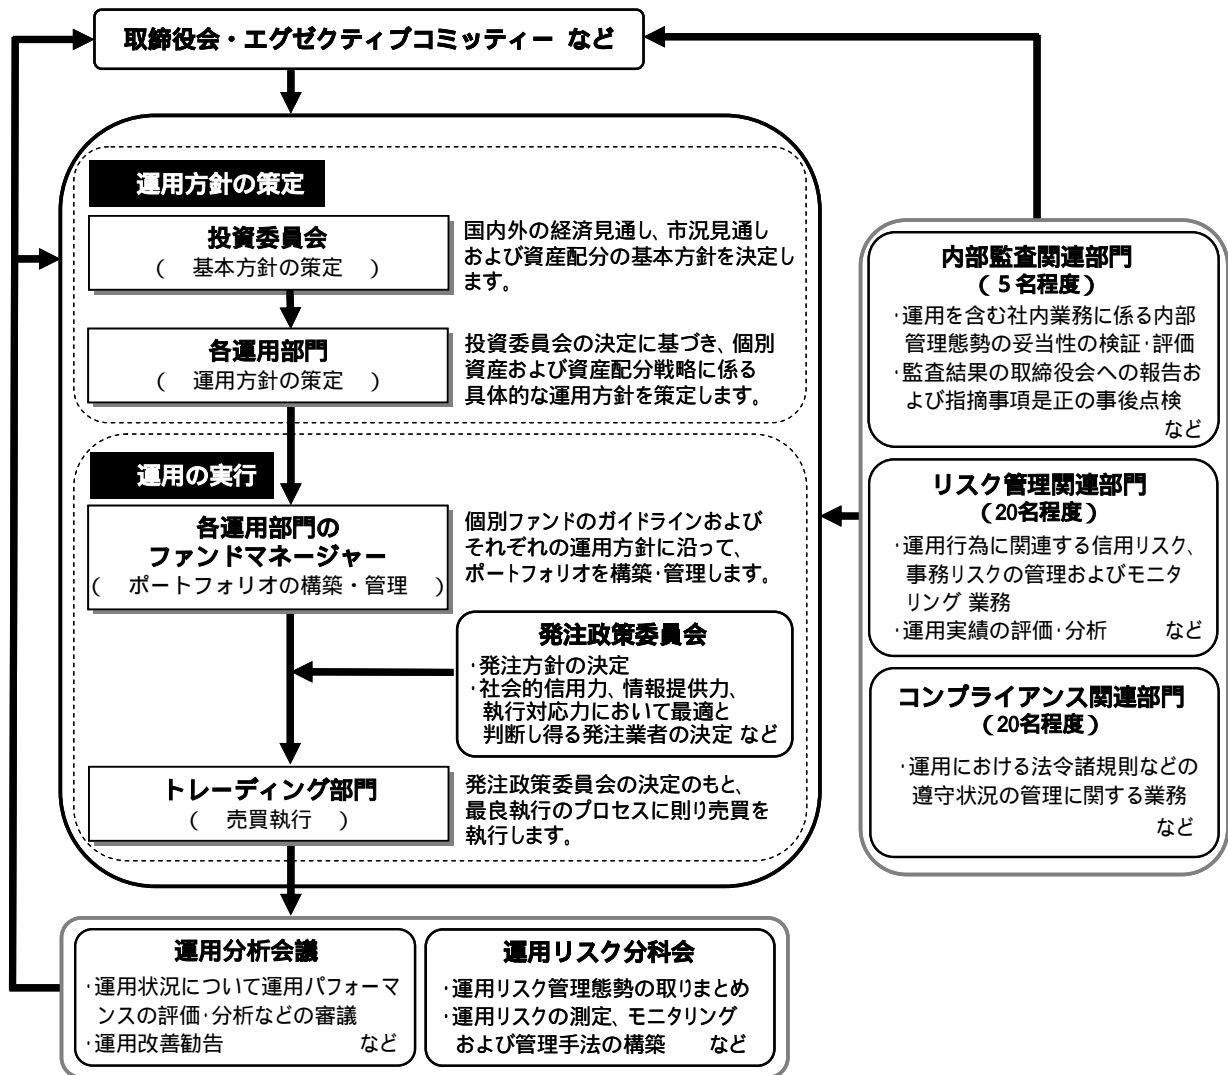 取締役会・エグゼクティブコミッティー など
運用方針の策定
投資委員会
( 基本方針の策定 )
国内外の経済見通し、市況見通し
および資産配分の基本方針を決定し
ます。
各運用部門
( 運用方針の策定 )
投資委員会の決定に基づき、個別
資産および資産配分戦略に係る
具体的な運用方針を策定します。
運用の実行
各運用部門の
ファンドマネージャー
( ポートフォリオの構築・管理 )
個別ファンドのガイドラインおよび
それぞれの運用方針に沿って、
ポートフォリオを構築・管理します。
発注政策委員会
・発注方針の決定
・社会的信用力、情報提供力、
執行対応力において最適と
判断し得る発注業者の決定 など
トレーディング部門
( 売買執行 )
発注政策委員会の決定のもと、
最良執行のプロセスに則り売買を
執行します。
運用分析会議
・運用状況について運用パフォーマ
ンスの評価・分析などの審議
・運用改善勧告 など
運用リスク分科会
・運用リスク管理態勢の取りまとめ
・運用リスクの測定、モニタリング
および管理手法の構築 など
内部監査関連部門
(5名程度)
・運用を含む社内業務に係る内部
管理態勢の妥当性の検証・評価
・監査結果の取締役会への報告お
よび指摘事項是正の事後点検
など
リスク管理関連部門
(20名程度)
・運用行為に関連する信用リスク、
事務リスクの管理およびモニタ
リング 業務
・運用実績の評価・分析 など
コンプライアンス関連部門
(20名程度)
・運用における法令諸規則などの
遵守状況の管理に関する業務
など